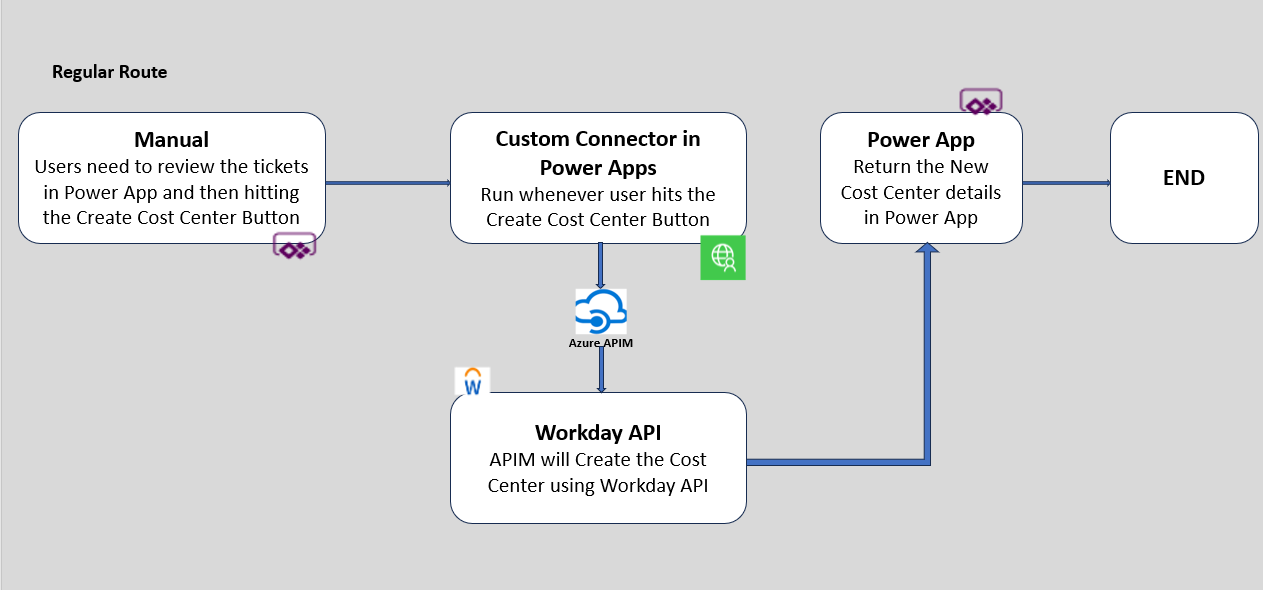 Regular Route
Manual
Users need to review the tickets
in Power App and then hitting
the Create Cost Center Button
Custom Connector in
Power Apps
Run whenever user hits the
Create Cost Center Button
Power App
Return the New
Cost Center details
in Power App
END
Azure APIM
W
Workday API
APIM will Create the Cost
Center using Workday API